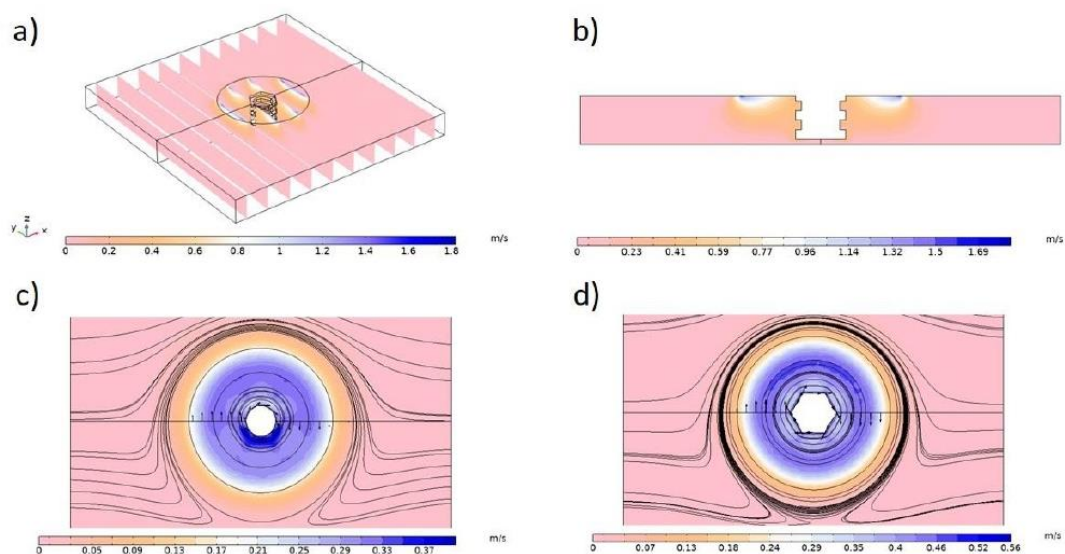 a)
b)
z
y x
m/s
0 0.2 0.4 0.6 0.8 1 1.2 1.4 1.6 1.8
m/s
0 0.23 0.41 0.59 0.77 0.96 1.14 1.32 1.5 1.69
c)
d)
m/s
0 0.05 0.09 0.13 0.17 0.21 0.25 0.29 0.33 0.37
m/s
0 0.07 0.13 0.18 0.24 0.29 0.35 0.4 0.46 0.52 0.56